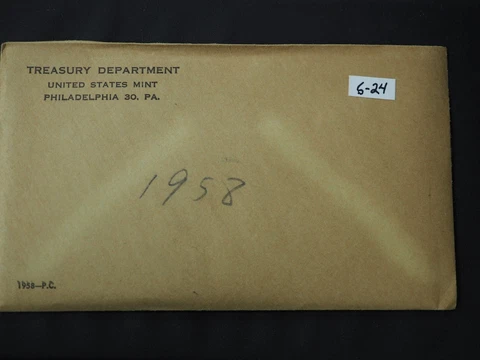 TREASURY DEPARTMENT
UNITED STATES MINT
PHILADELPHIA 30. PA.
6-24
1958
1958-P.C.